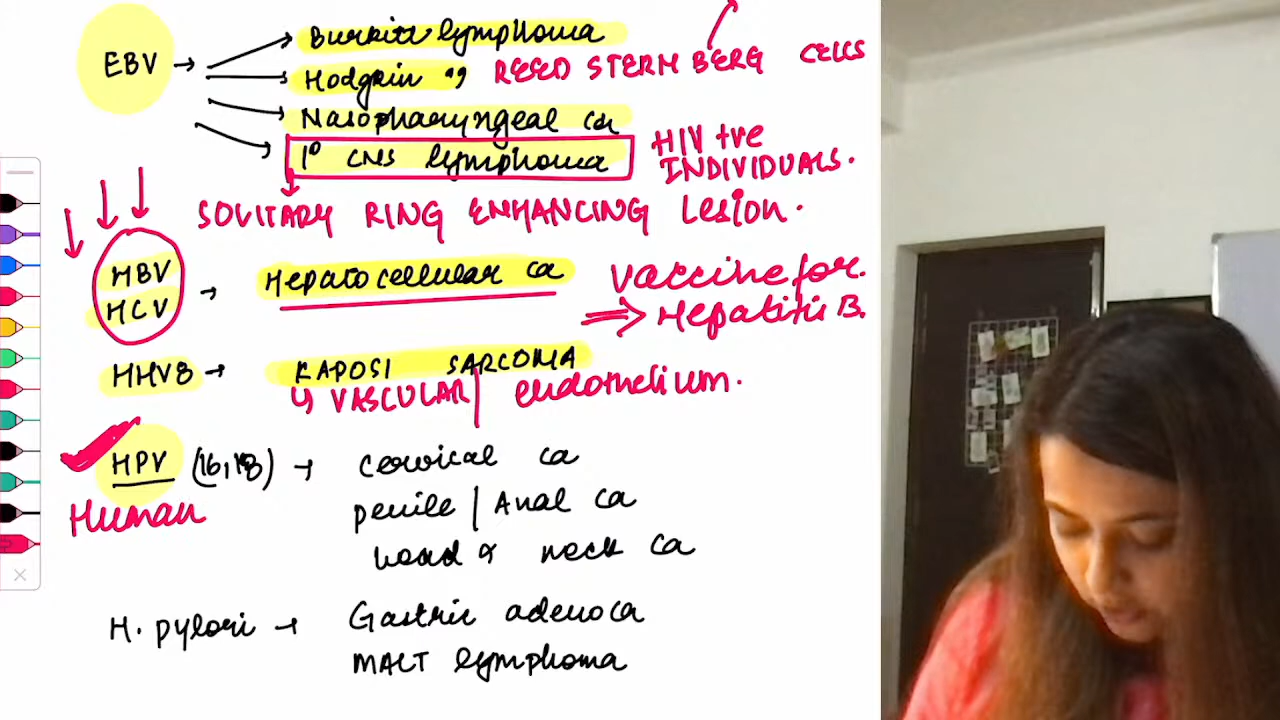 EBV → Burkitt lymphoma
Hodgkin " REED STERM BERG CELLS
Nasopharyngeal ca
1° CNS lymphoma HIV +ve INDIVIDUALS.
SOLITARY RING ENHANCING Lesion.
HBV
HCV → Hepatocellular ca vaccine for.
⇒ Hepatitis B.
HHV8 → KAPOSI SARCOMA
↳ VASCULAR | endothelium.
HPV (16,18) → cervical ca
Human penile | Anal ca
head & neck ca
H. pylori → Gastric adenoca
MALT lymphoma